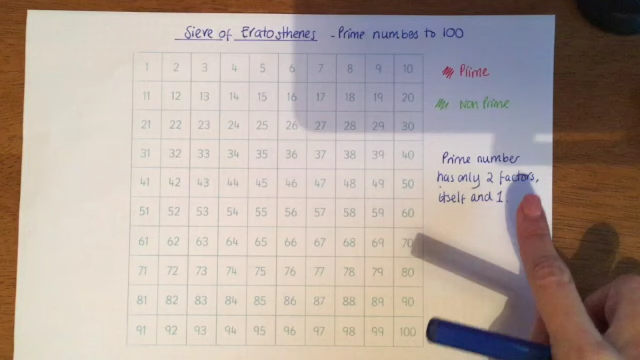 Sieve of Eratosthenes - Prime numbes to 100
1 2 3 4 5 6 7 8 9 10
11 12 13 14 15 16 17 18 19 20
21 22 23 24 25 26 27 28 29 30
31 32 33 34 35 36 37 38 39 40
41 42 43 44 45 46 47 48 49 50
51 52 53 54 55 56 57 58 59 60
61 62 63 64 65 66 67 68 69 70
71 72 73 74 75 76 77 78 79 80
81 82 83 84 85 86 87 88 89 90
91 92 93 94 95 96 97 98 99 100
Prime
Non Prime
Prime number
has only 2 factors,
itself and 1.